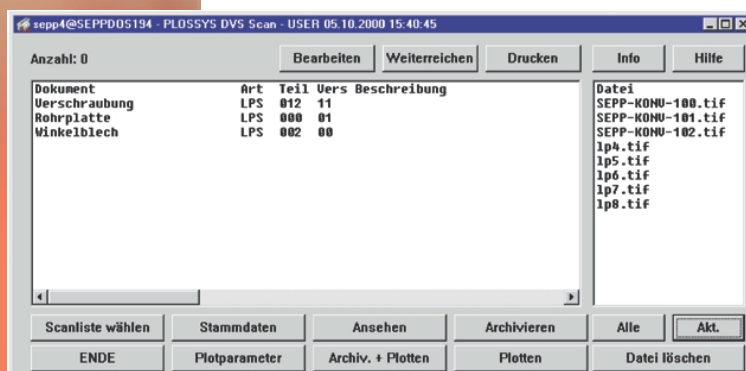 sepp4@SEPPDOS194 - PLOSSYS DVS Scan - USER 05.10.2000 15:40:45
Anzahl: 0 Bearbeiten Weiterreichen Drucken Info Hilfe
Dokument Art Teil Vers Beschreibung
Verschraubung LPS 012 11
Rohrplatte LPS 000 01
Winkelblech LPS 002 00
Datei
SEPP-KONV-100.tif
SEPP-KONV-101.tif
SEPP-KONV-102.tif
lp4.tif
lp5.tif
lp6.tif
lp7.tif
lp8.tif
Scanliste wählen Stammdaten Ansehen Archivieren Alle Akt.
ENDE Plotparameter Archiv. + Plotten Plotten Datei löschen